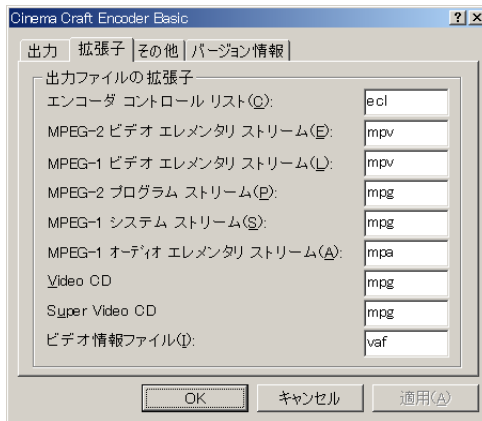 Cinema Craft Encoder Basic
出力 拡張子 その他 バージョン情報
出力ファイルの拡張子
エンコーダ コントロール リスト(C): ecl
MPEG-2 ビデオ エレメンタリ ストリーム(E): mpv
MPEG-1 ビデオ エレメンタリ ストリーム(L): mpv
MPEG-2 プログラム ストリーム(P): mpg
MPEG-1 システム ストリーム(S): mpg
MPEG-1 オーディオ エレメンタリ ストリーム(A): mpa
Video CD mpg
Super Video CD mpg
ビデオ情報ファイル(I): vaf
OK キャンセル 適用(A)